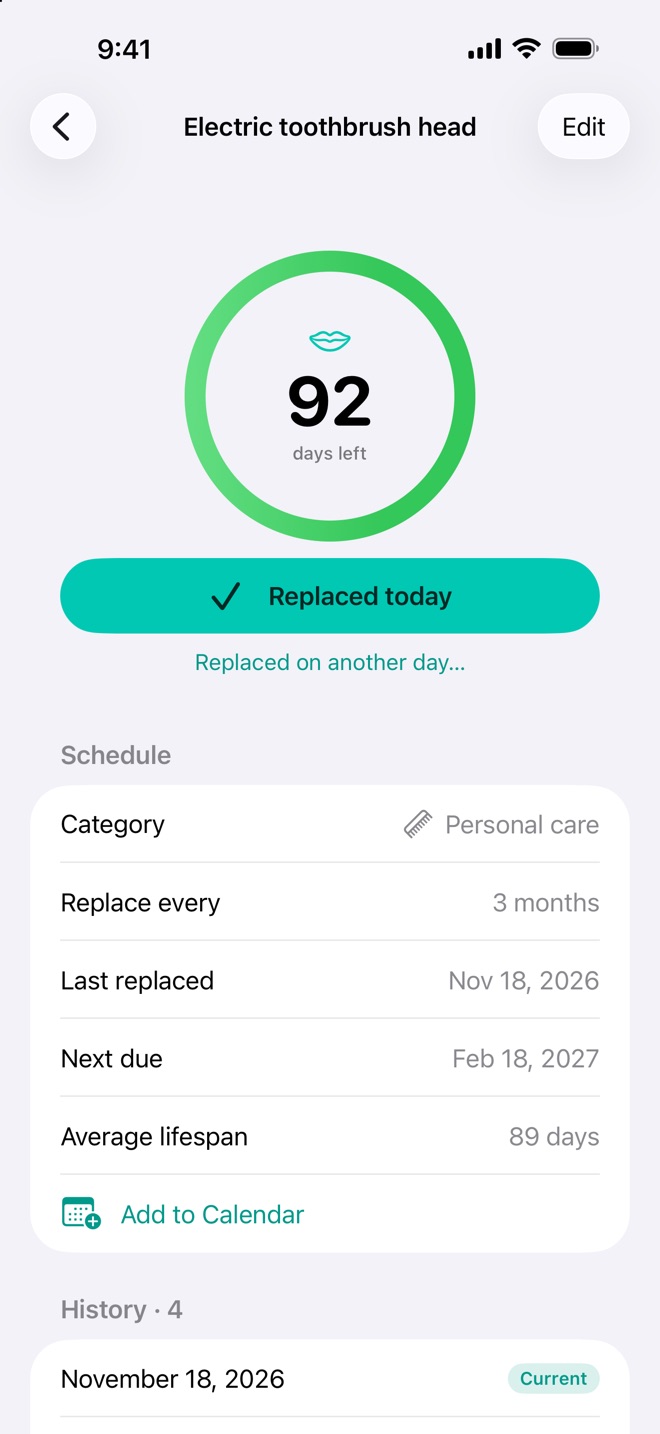 9:41
Electric toothbrush head
Edit
92
days left
Replaced today
Replaced on another day...
Schedule
Category Personal care
Replace every 3 months
Last replaced Nov 18, 2026
Next due Feb 18, 2027
Average lifespan 89 days
Add to Calendar
History · 4
November 18, 2026 Current